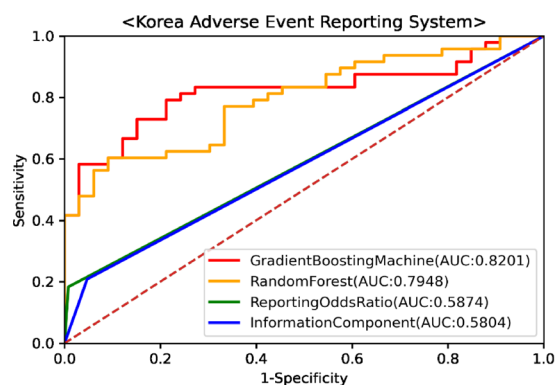 <Korea Adverse Event Reporting System>
1.0
0.8
0.6
0.4
0.2
0.0
Sensitivity
GradientBoostingMachine(AUC:0.8201)
RandomForest(AUC:0.7948)
ReportingOddsRatio(AUC:0.5874)
InformationComponent(AUC:0.5804)
0.0 0.2 0.4 0.6 0.8 1.0
1-Specificity